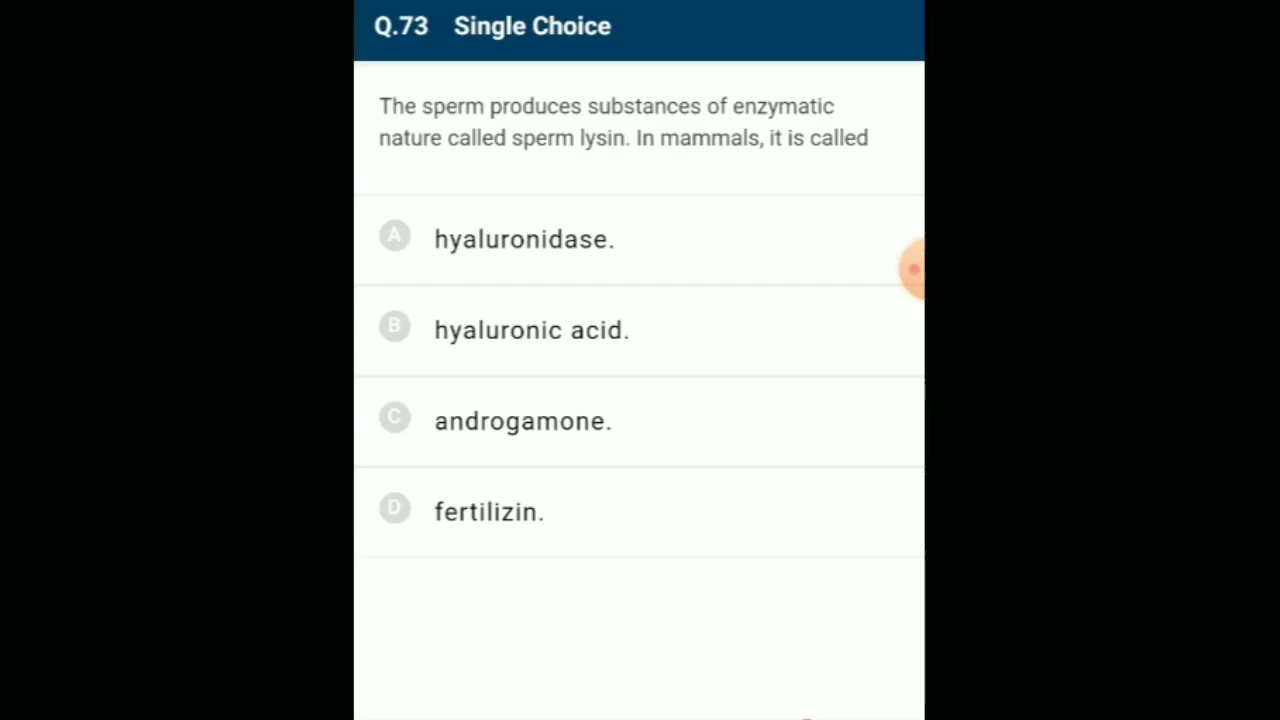 Q.73 Single Choice
The sperm produces substances of enzymatic
nature called sperm lysin. In mammals, it is called
A hyaluronidase.
B hyaluronic acid.
C androgamone.
D fertilizin.